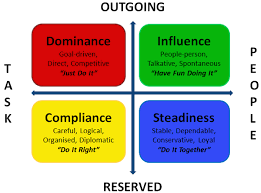 OUTGOING
Dominance
Goal-driven,
Direct, Competitive
"Just Do It"
Influence
People-person,
Talkative, Spontaneous
"Have Fun Doing It"
TASK
PEOPLE
Compliance
Careful, Logical,
Organised, Diplomatic
"Do It Right"
Steadiness
Stable, Dependable,
Conservative, Loyal
"Do It Together"
RESERVED